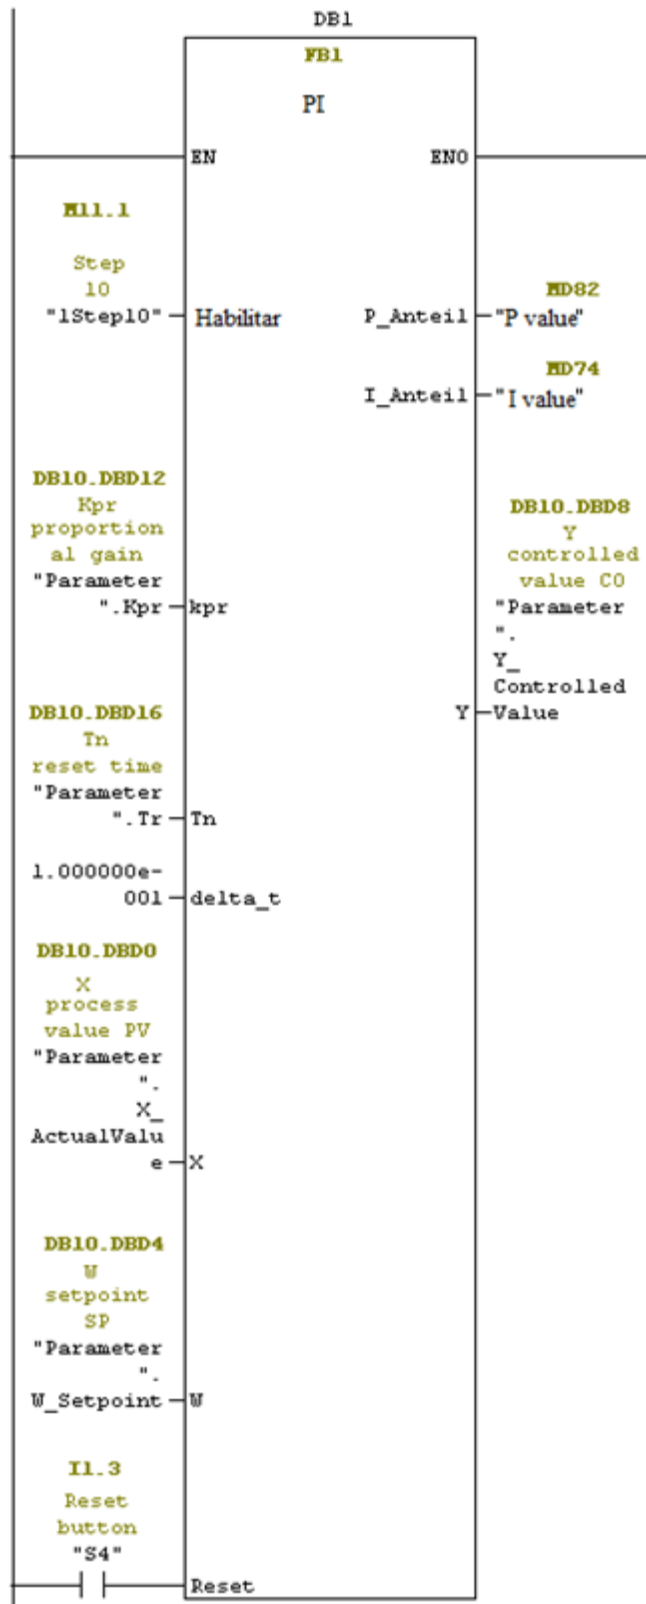 DB1
FB1
PI
EN ENO
M11.1
Step
10
"1Step10" Habilitar P_Anteil "P value"
MD82
MD74
I_Anteil "I value"
DB10.DBD12
Kpr
proportion
al gain
"Parameter
".Kpr kpr
DB10.DBD8
Y
controlled
value CO
"Parameter
".
Y_
Controlled
Y Value
DB10.DBD16
Tn
reset time
"Parameter
".Tr Tn
1.000000e-
001 delta_t
DB10.DBD0
X
process
value PV
"Parameter
".
X_
ActualValu
e X
DB10.DBD4
W
setpoint
SP
"Parameter
".
W_Setpoint W
I1.3
Reset
button
"S4"
Reset